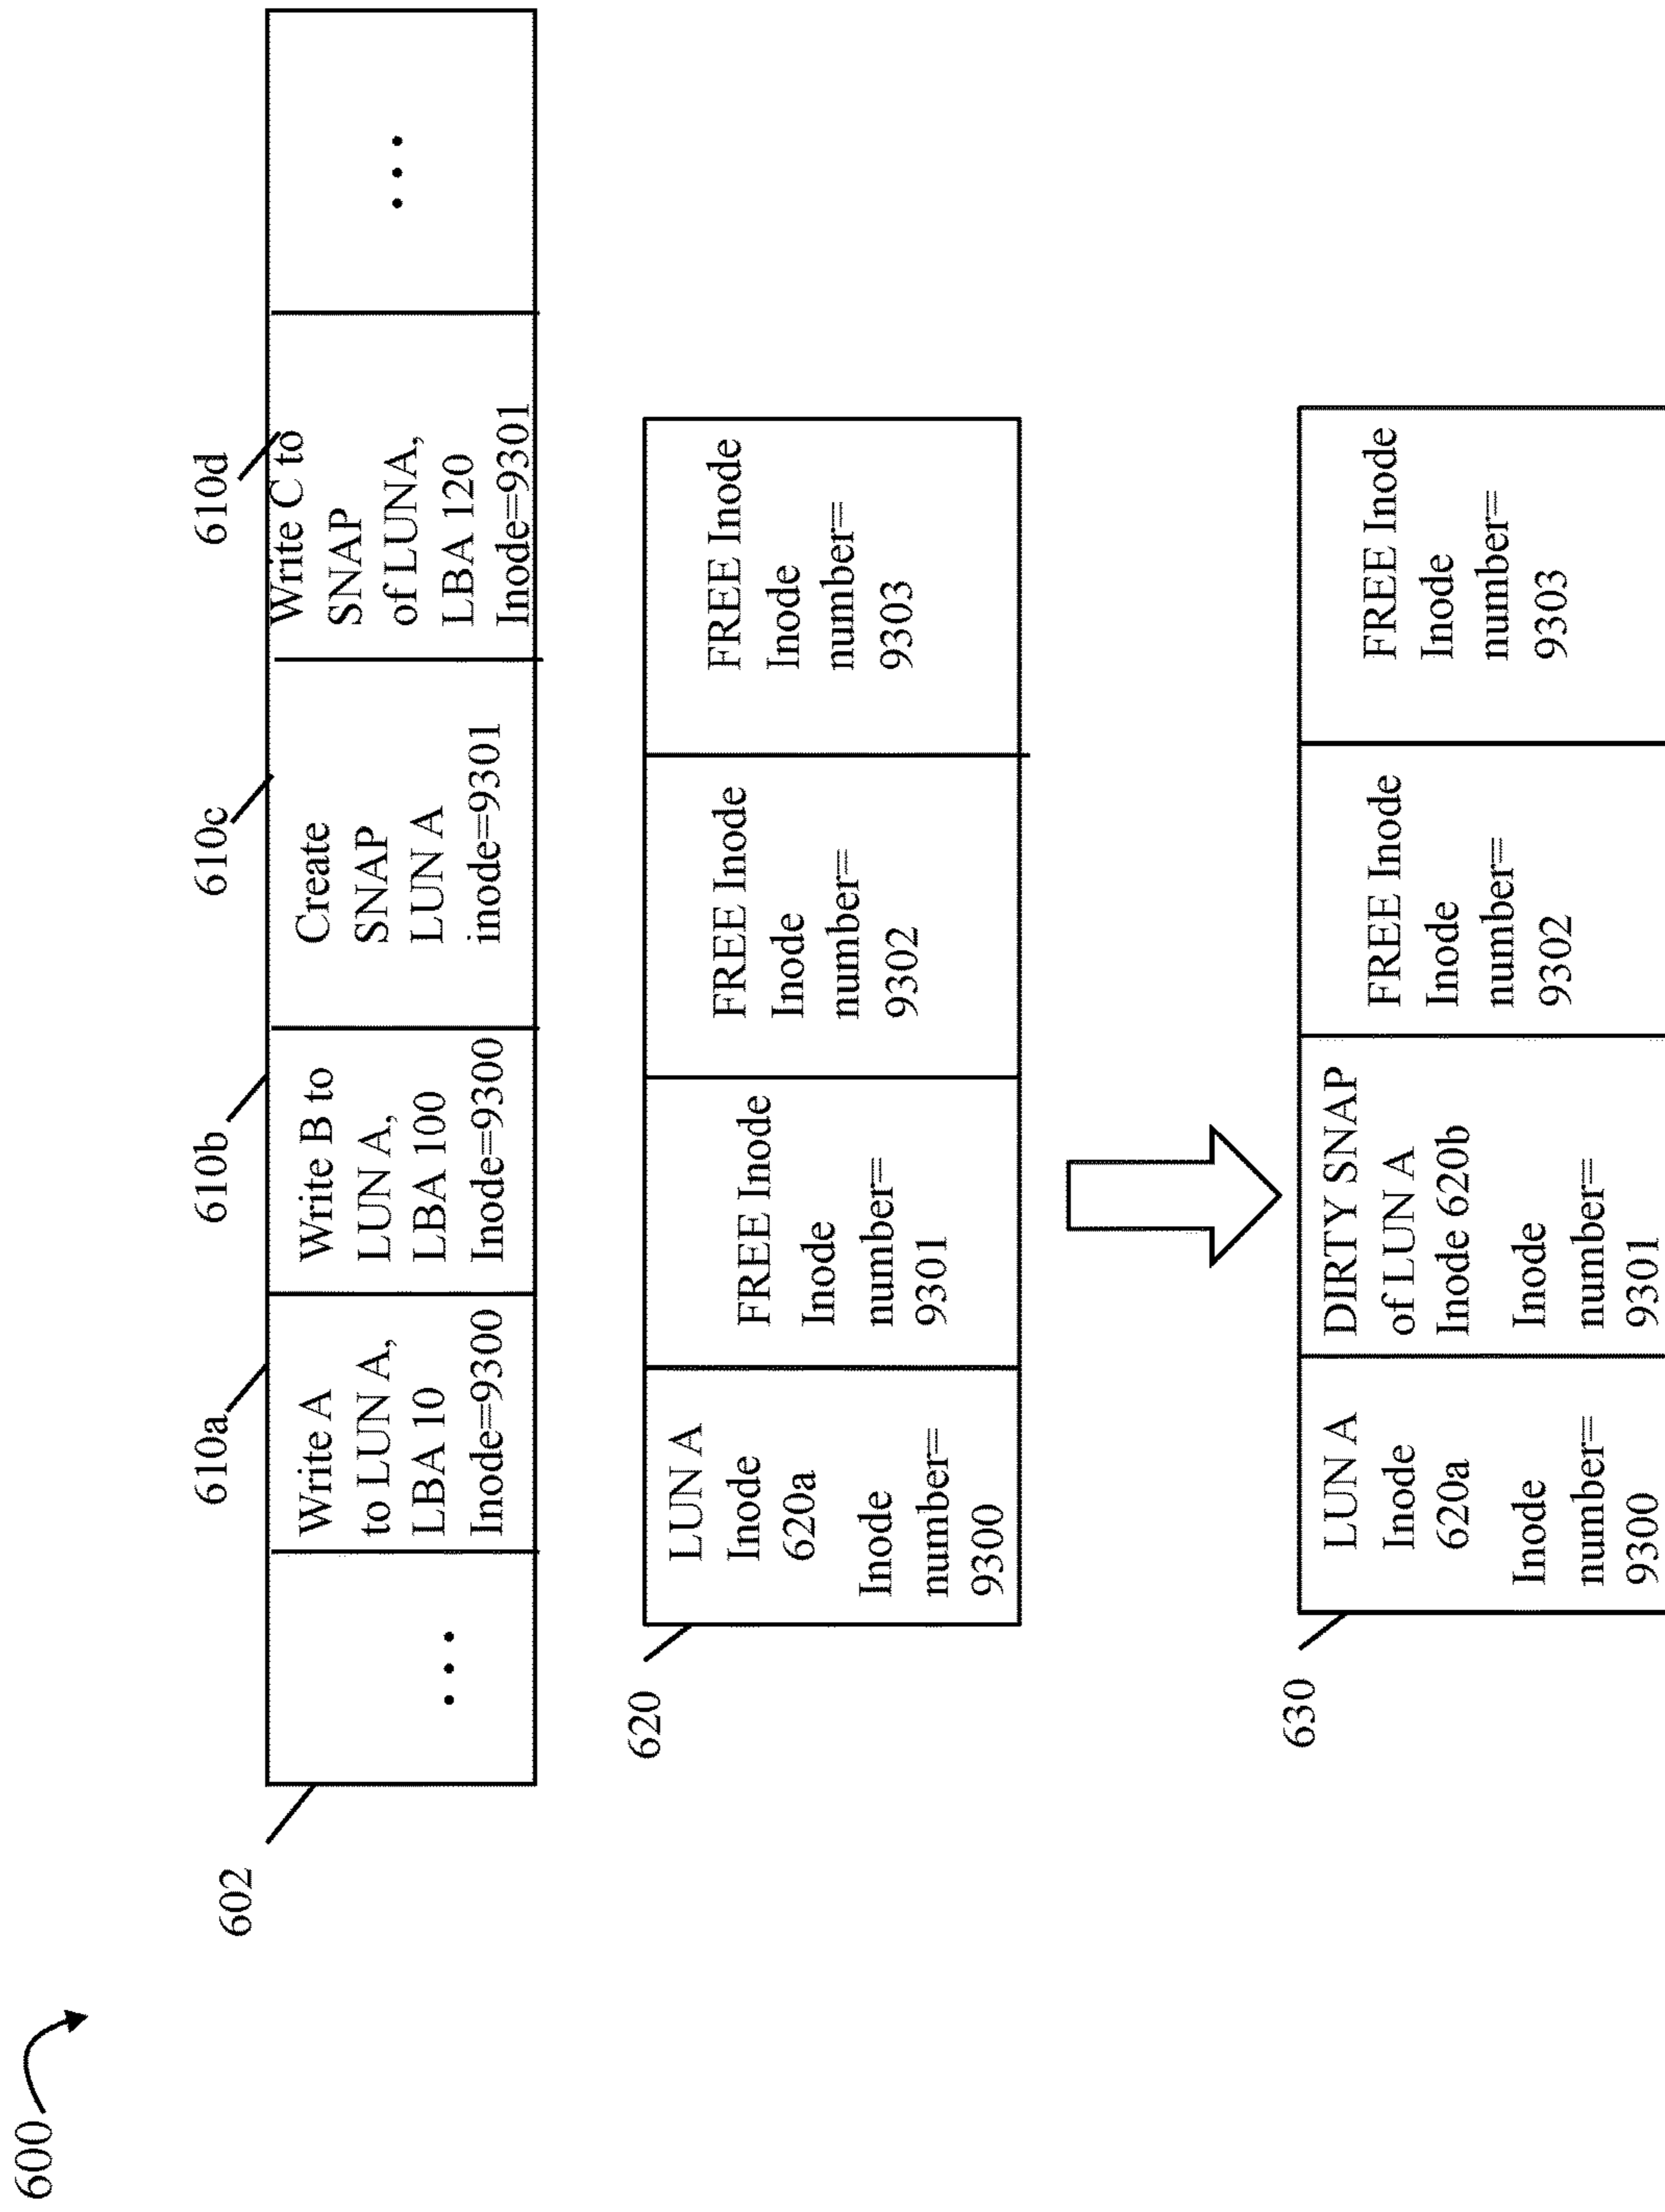 600
602
610a
610b
610c
610d
...
Write A
to LUN A,
LBA 10
Inode=9300
Write B to
LUN A,
LBA 100
Inode=9300
Create
SNAP
LUN A
inode=9301
Write C to
SNAP
of LUNA,
LBA 120
Inode=9301
...
620
LUN A
Inode
620a
Inode
number=
9300
FREE Inode
Inode
number=
9301
FREE Inode
Inode
number=
9302
FREE Inode
Inode
number=
9303
630
LUN A
Inode
620a
Inode
number=
9300
DIRTY SNAP
of LUN A
Inode 620b
Inode
number=
9301
FREE Inode
Inode
number=
9302
FREE Inode
Inode
number=
9303